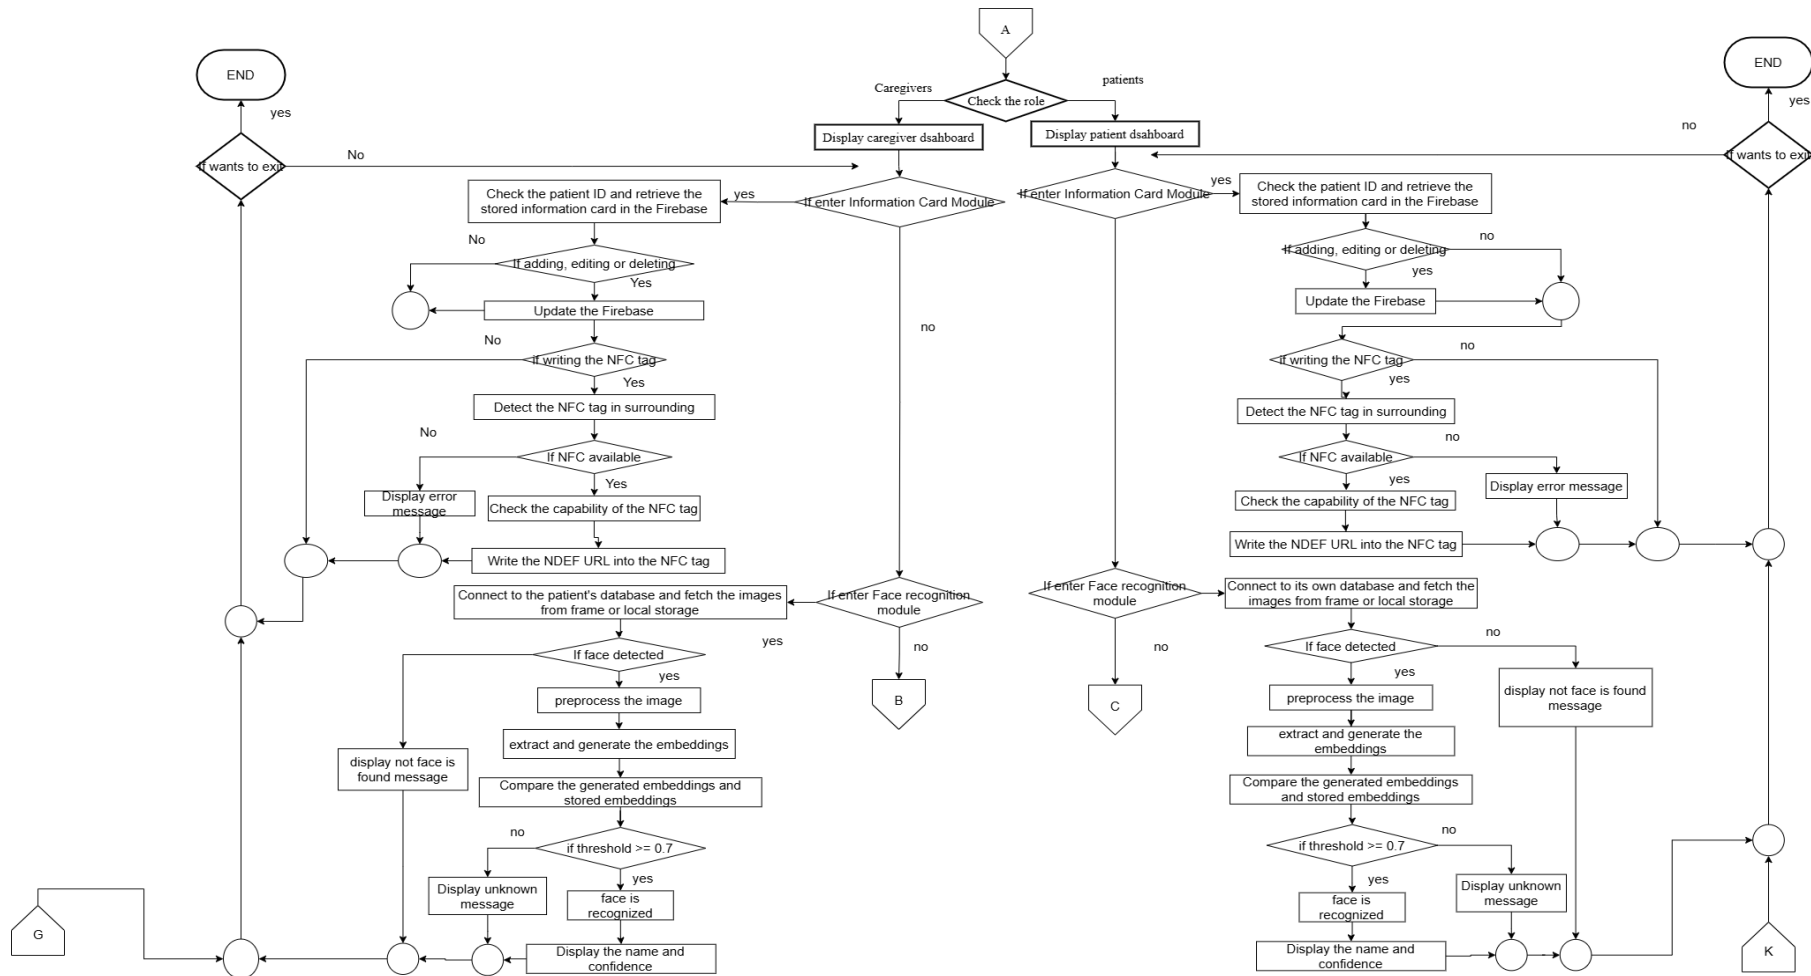 A
END
yes
If wants to exit
No
Caregivers
Check the role
patients
Display caregiver dsahboard
Display patient dsahboard
END
yes
no
If wants to exit
Check the patient ID and retrieve the
stored information card in the Firebase
yes
If enter Information Card Module
No
If adding, editing or deleting
Yes
Update the Firebase
No
if writing the NFC tag
Yes
Detect the NFC tag in surrounding
No
If NFC available
Yes
Display error
message
Check the capability of the NFC tag
Write the NDEF URL into the NFC tag
no
Connect to the patient's database and fetch the images
from frame or local storage
If enter Face recognition
module
yes
no
B
If face detected
yes
preprocess the image
extract and generate the embeddings
display not face is
found message
Compare the generated embeddings and
stored embeddings
no
if threshold >= 0.7
yes
Display unknown
message
face is
recognized
Display the name and
confidence
G
If enter Information Card Module
yes
Check the patient ID and retrieve the
stored information card in the Firebase
If adding, editing or deleting
no
yes
Update the Firebase
no
if writing the NFC tag
no
yes
Detect the NFC tag in surrounding
If NFC available
no
yes
Display error message
Check the capability of the NFC tag
Write the NDEF URL into the NFC tag
If enter Face recognition
module
Connect to its own database and fetch the
images from frame or local storage
no
C
If face detected
no
yes
preprocess the image
display not face is found
message
extract and generate the
embeddings
Compare the generated embeddings
and stored embeddings
if threshold >= 0.7
no
yes
face is
recognized
Display unknown
message
Display the name and
confidence
K